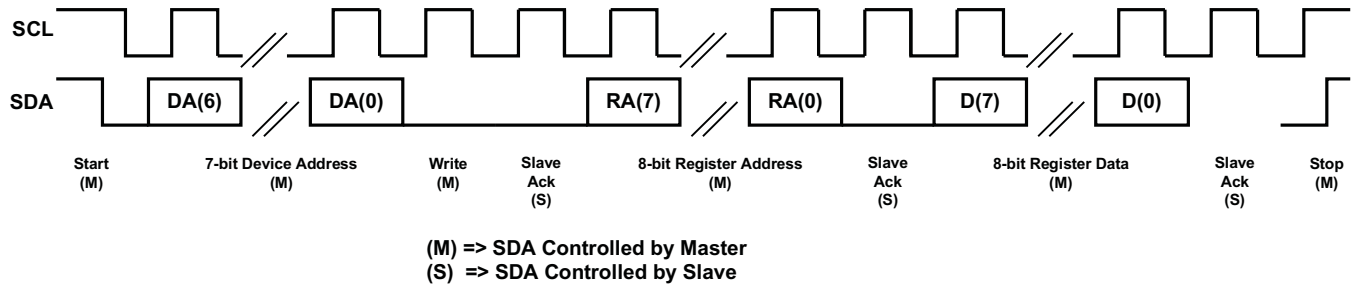 SCL
SDA
DA(6)
DA(0)
RA(7)
RA(0)
D(7)
D(0)
Start
(M)
7-bit Device Address
(M)
Write
(M)
Slave
Ack
(S)
8-bit Register Address
(M)
Slave
Ack
(S)
8-bit Register Data
(M)
Slave
Ack
(S)
Stop
(M)
(M) => SDA Controlled by Master
(S) => SDA Controlled by Slave